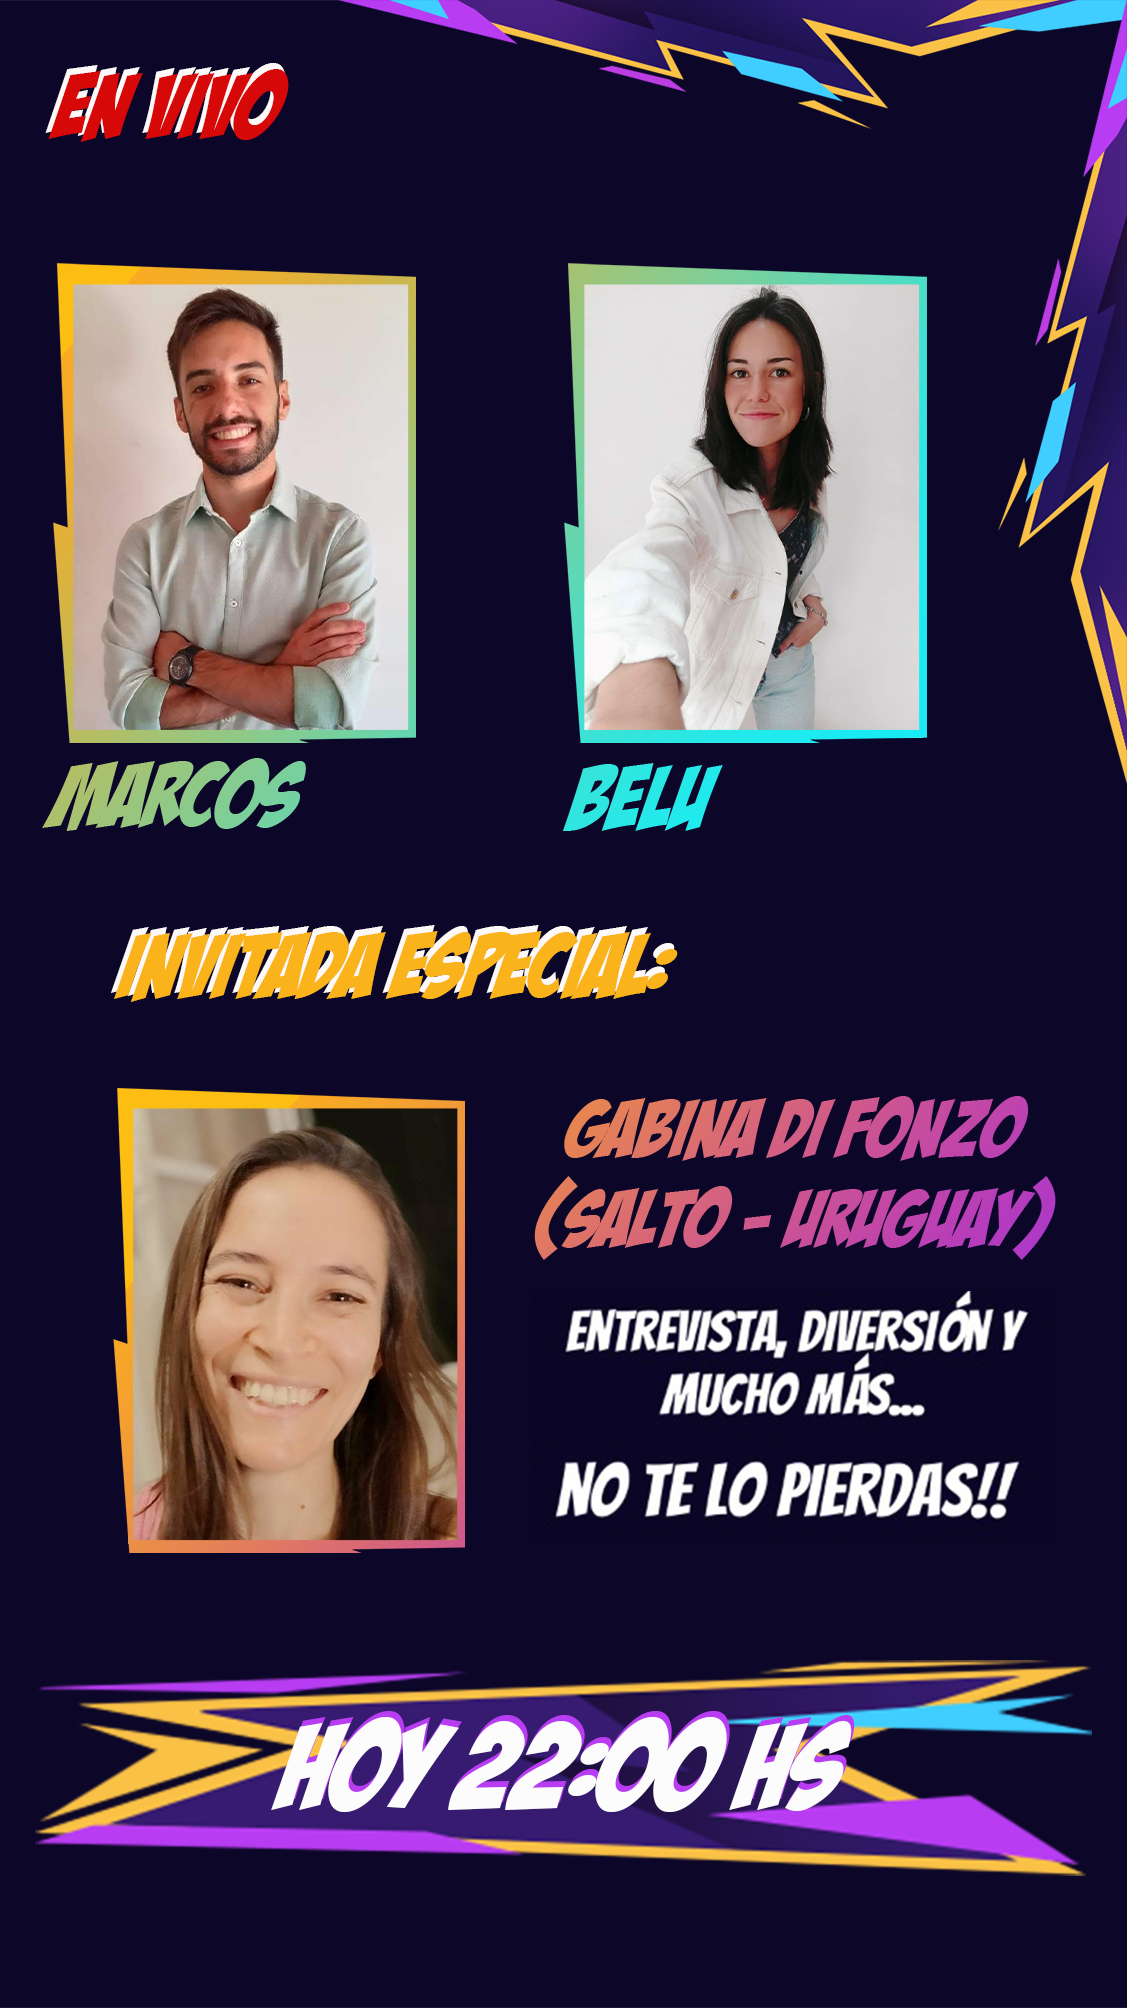 EN VIVO
MARCOS
BELU
INVITADA ESPECIAL:
GABINA DI FONZO
(SALTO - URUGUAY)
ENTREVISTA, DIVERSIÓN Y
MUCHO MÁS...
NO TE LO PIERDAS!!
HOY 22:00 HS